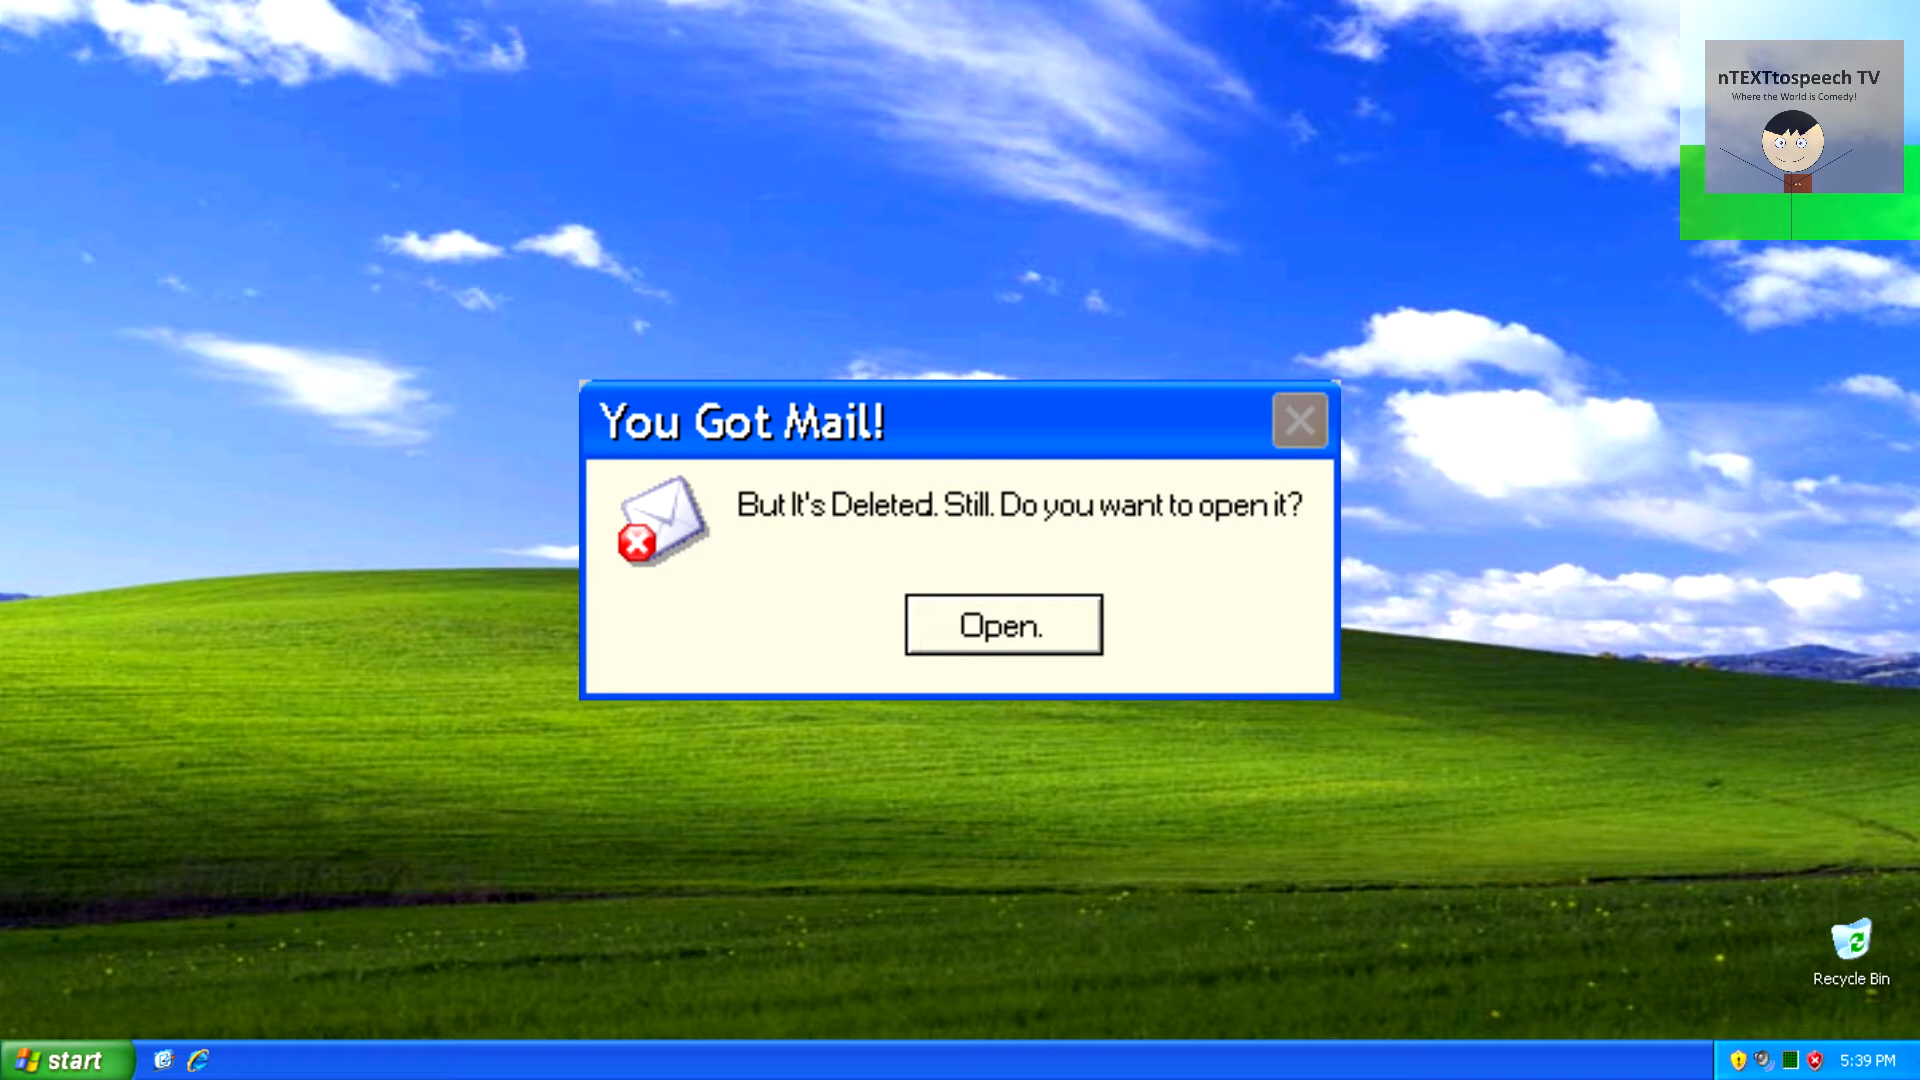 nTEXTtospeech TV
Where the World is Comedy!
You Got Mail!
But It's Deleted. Still. Do you want to open it?
Open.
Recycle Bin
start
5:39 PM